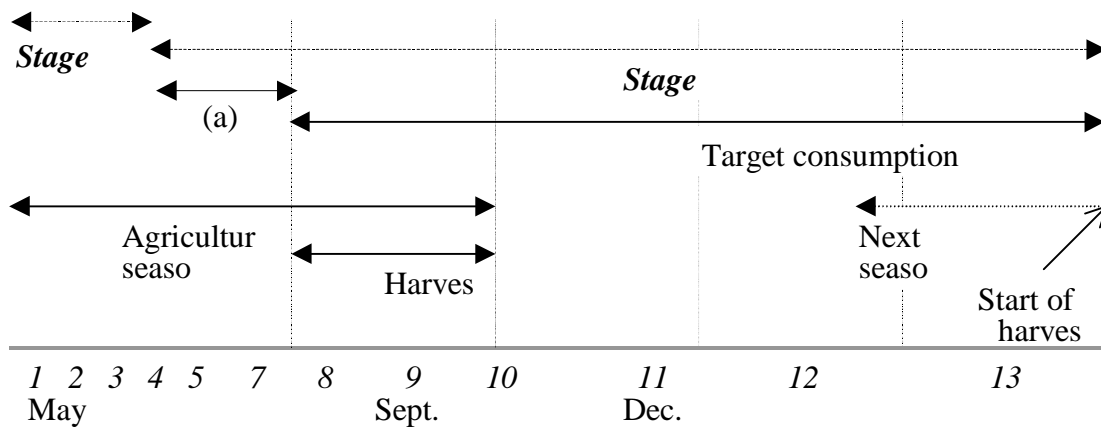 Stage
Stage
(a)
Target consumption
Agricultur
seaso
Next
seaso
Harves
Start of
harves
1 2 3 4 5 7 8 9 10 11 12 13
May Sept. Dec.